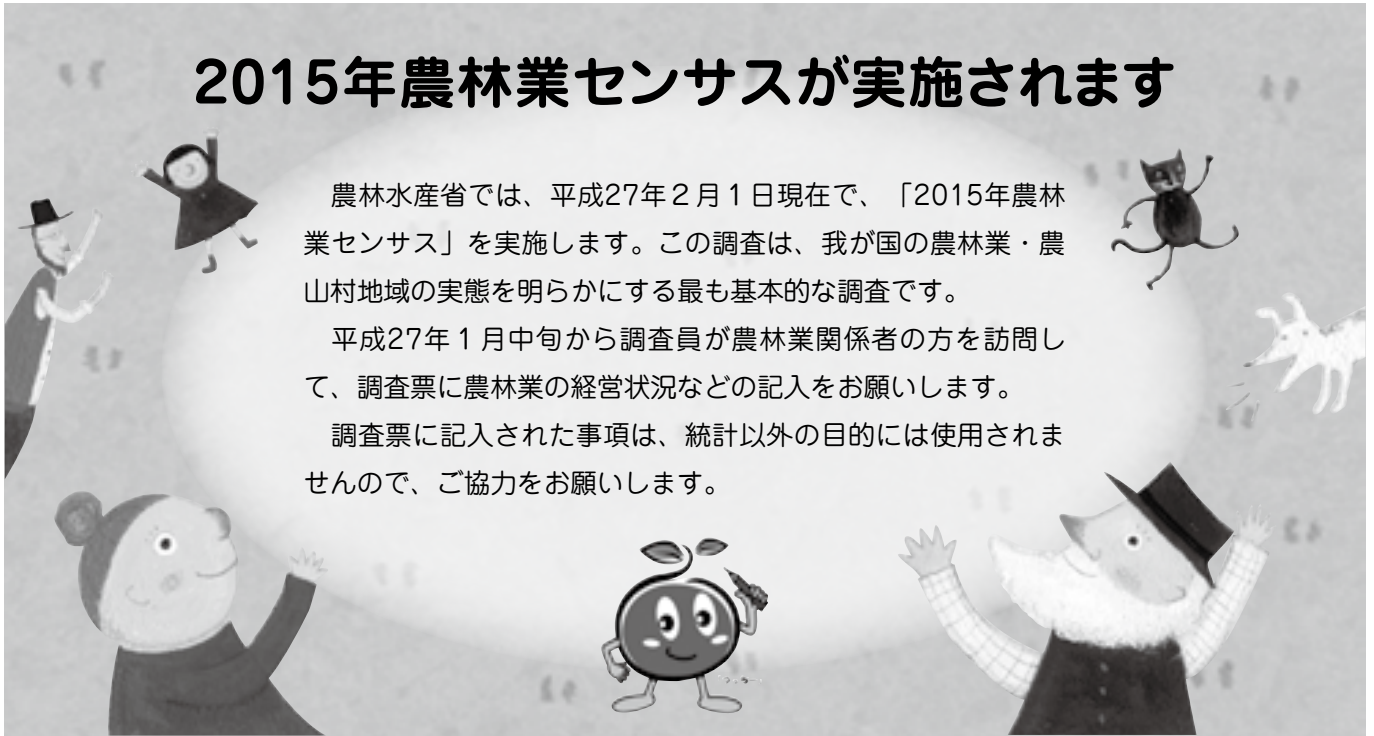 2015年農林業センサスが実施されます
　農林水産省では、平成27年２月１日現在で、「2015年農林
業センサス」を実施します。この調査は、我が国の農林業・農
山村地域の実態を明らかにする最も基本的な調査です。
　平成27年１月中旬から調査員が農林業関係者の方を訪問し
て、調査票に農林業の経営状況などの記入をお願いします。
　調査票に記入された事項は、統計以外の目的には使用されま
せんので、ご協力をお願いします。